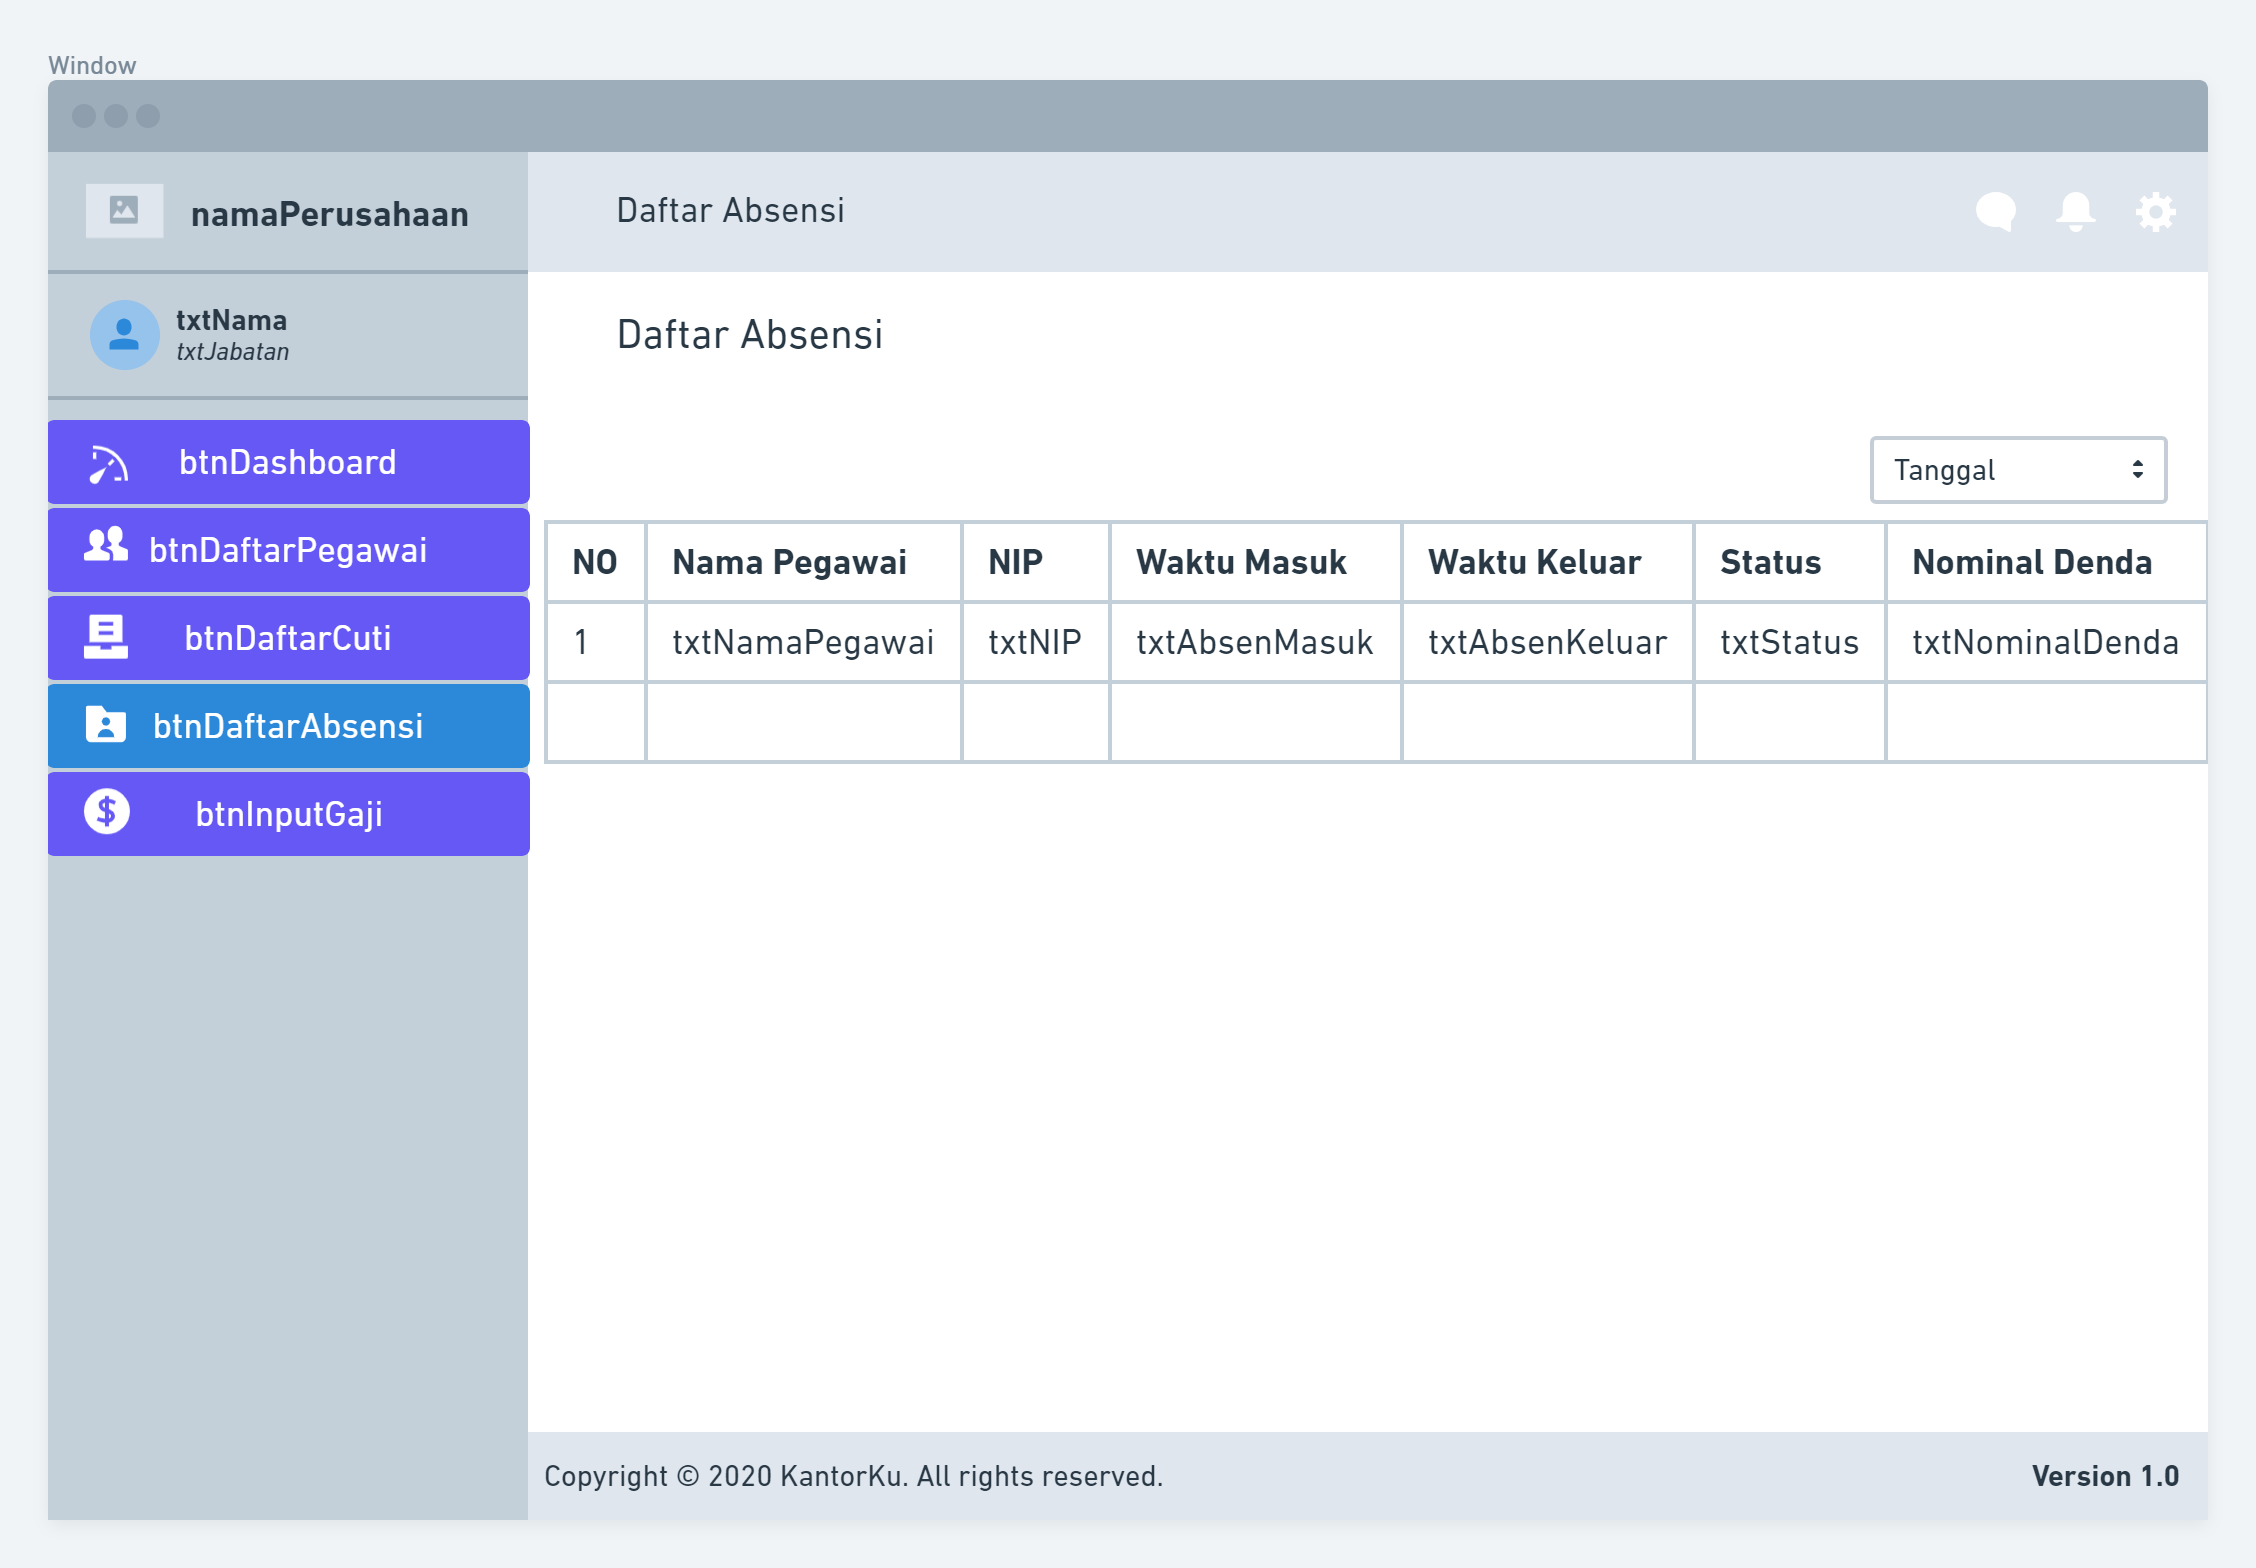 Window
namaPerusahaan
Daftar Absensi
txtNama
txtJabatan
Daftar Absensi
btnDashboard
btnDaftarPegawai
btnDaftarCuti
btnDaftarAbsensi
btnInputGaji
Tanggal
NO Nama Pegawai NIP Waktu Masuk Waktu Keluar Status Nominal Denda
1 txtNamaPegawai txtNIP txtAbsenMasuk txtAbsenKeluar txtStatus txtNominalDenda
Copyright © 2020 KantorKu. All rights reserved. Version 1.0